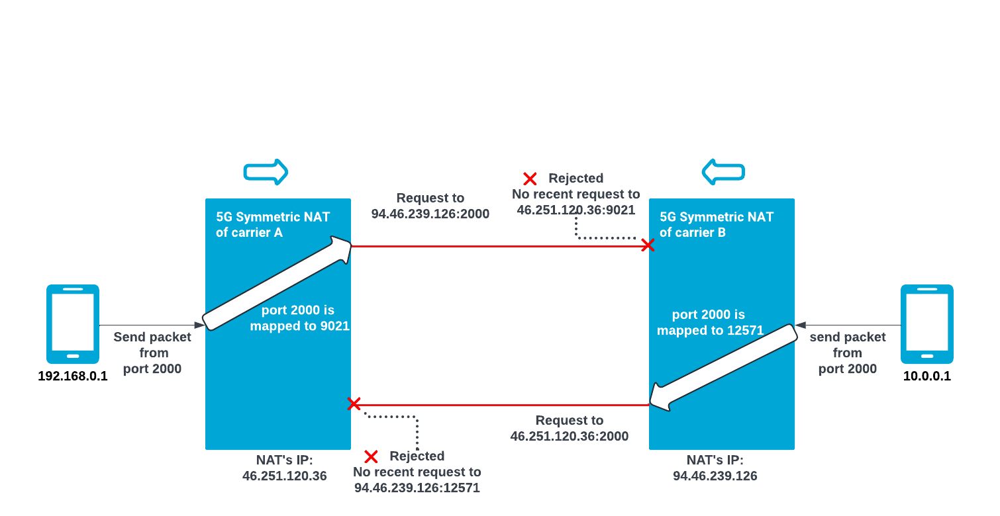 Rejected
No recent request to
46.251.120.36:9021
Request to
94.46.239.126:2000
5G Symmetric NAT
of carrier A
5G Symmetric NAT
of carrier B
port 2000 is
mapped to 9021
port 2000 is
mapped to 12571
Send packet
from
port 2000
192.168.0.1
send packet
from
port 2000
10.0.0.1
Request to
46.251.120.36:2000
NAT's IP:
46.251.120.36
Rejected
No recent request to
94.46.239.126:12571
NAT's IP:
94.46.239.126